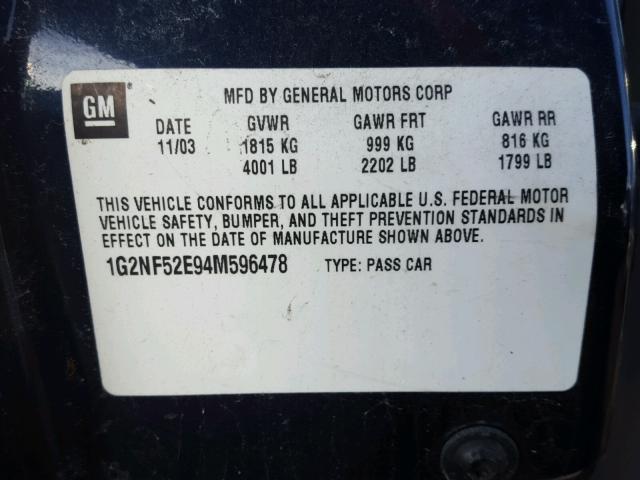 GM
MFD BY GENERAL MOTORS CORP
DATE GVWR GAWR FRT GAWR RR
11/03 1815 KG 999 KG 816 KG
4001 LB 2202 LB 1799 LB
THIS VEHICLE CONFORMS TO ALL APPLICABLE U.S. FEDERAL MOTOR
VEHICLE SAFETY, BUMPER, AND THEFT PREVENTION STANDARDS IN
EFFECT ON THE DATE OF MANUFACTURE SHOWN ABOVE.
1G2NF52E94M596478 TYPE: PASS CAR